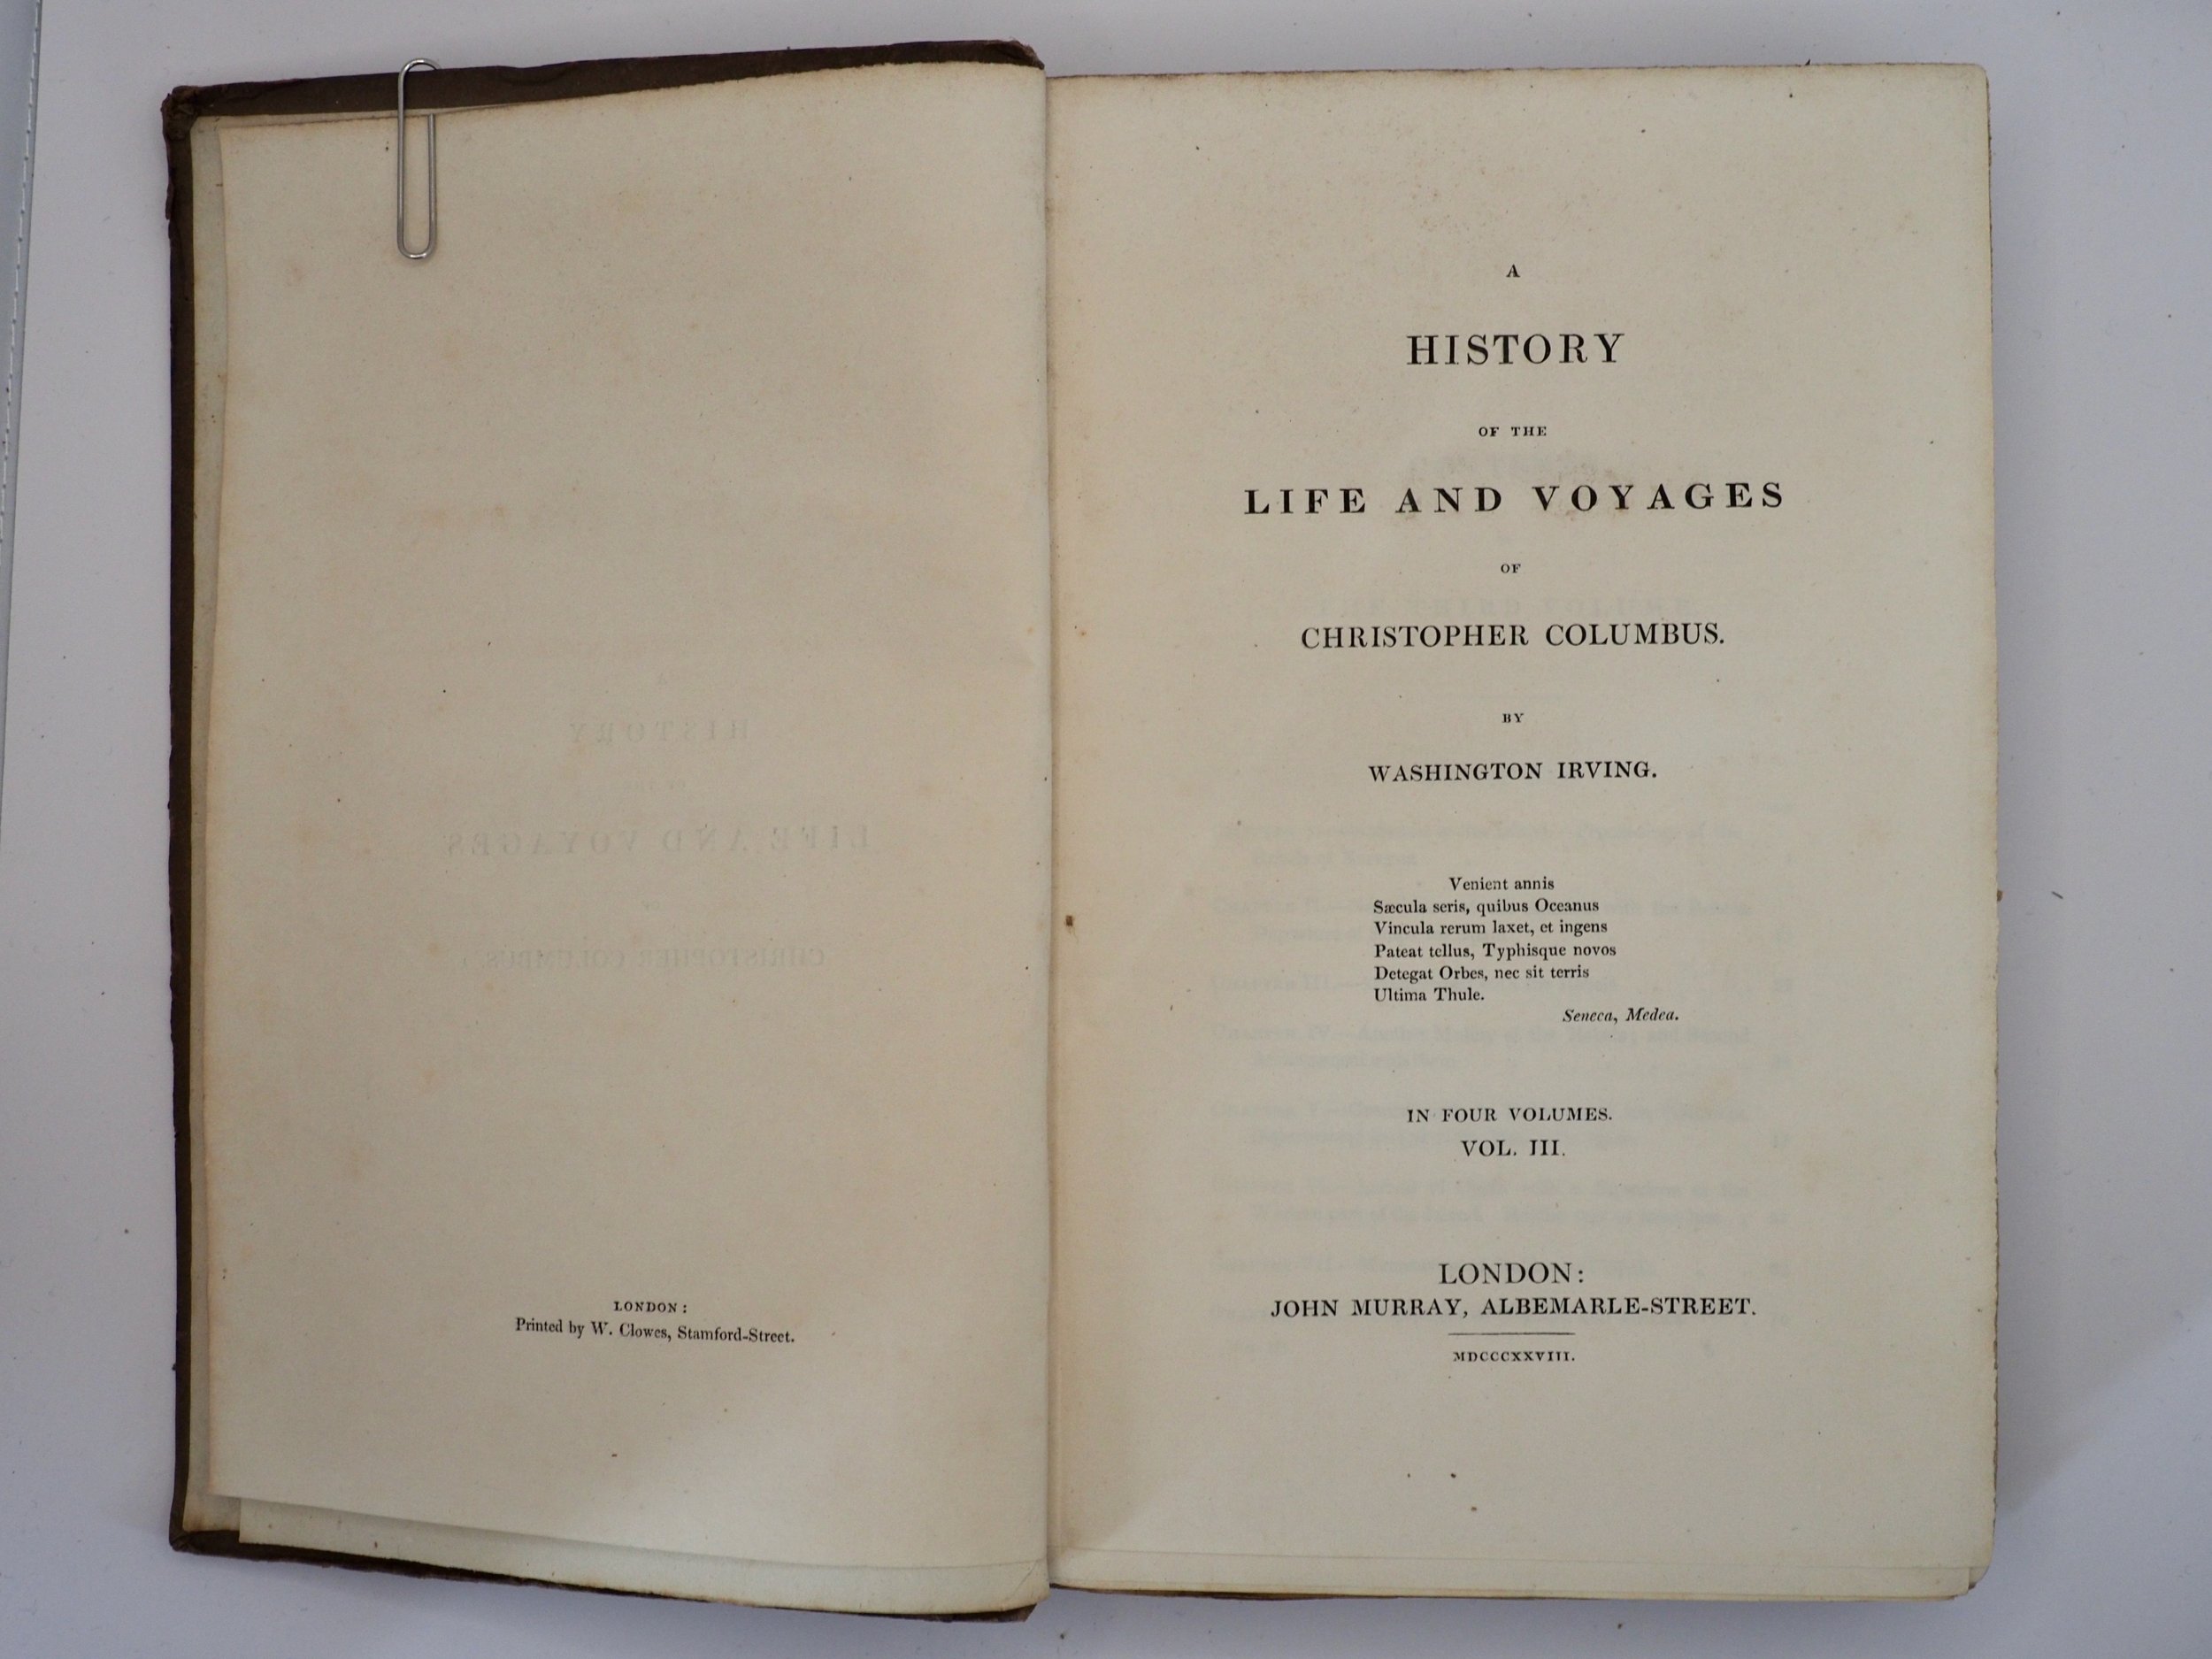 LONDON:
Printed by W. Clowes, Stamford-Street.
A
HISTORY
OF THE
LIFE AND VOYAGES
OF
CHRISTOPHER COLUMBUS.
BY
WASHINGTON IRVING.
Venient annis
Sæcula seris, quibus Oceanus
Vincula rerum laxet, et ingens
Pateat tellus, Typhisque novos
Detegat Orbes, nec sit terris
Ultima Thule.
Seneca, Medea.
IN FOUR VOLUMES.
VOL. III.
LONDON:
JOHN MURRAY, ALBEMARLE-STREET.
MDCCCXXVIII.